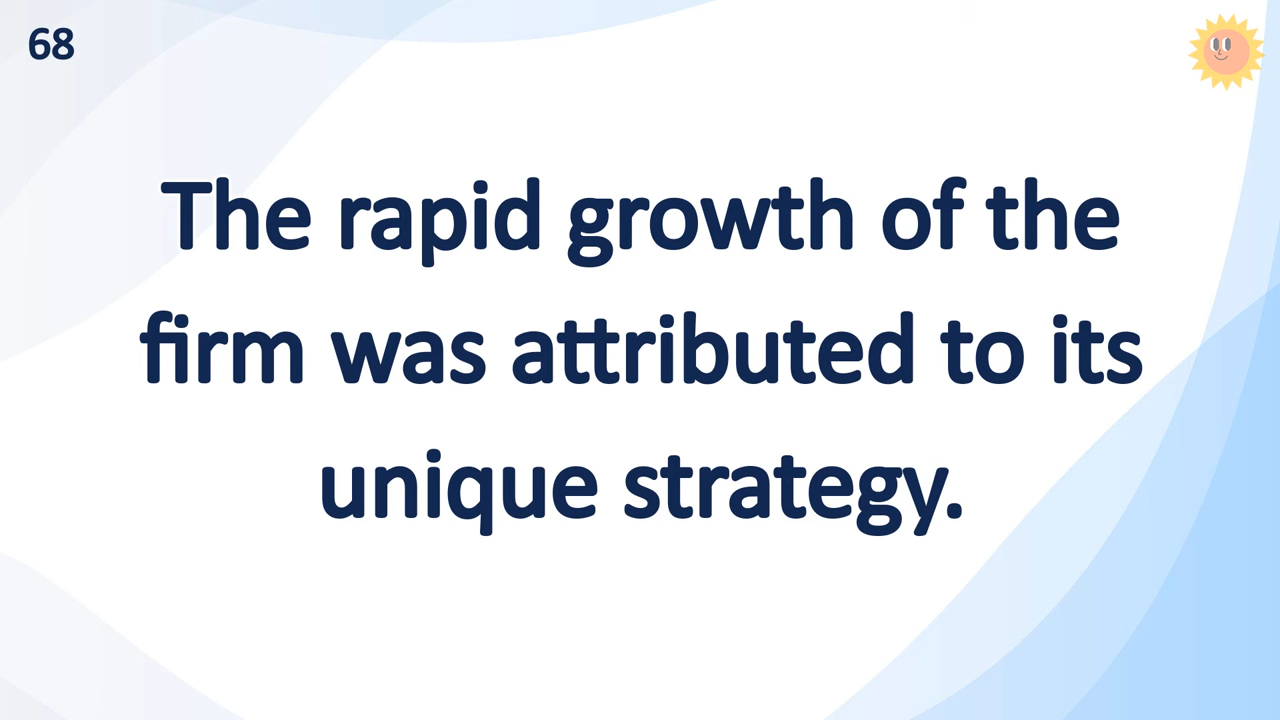 68
The rapid growth of the
firm was attributed to its
unique strategy.